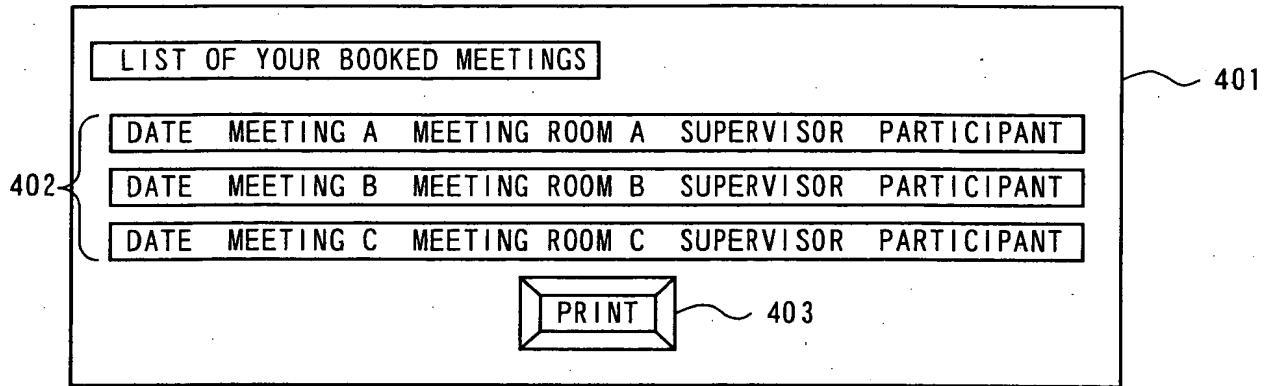 LIST OF YOUR BOOKED MEETINGS
401
DATE MEETING A MEETING ROOM A SUPERVISOR PARTICIPANT
402
DATE MEETING B MEETING ROOM B SUPERVISOR PARTICIPANT
DATE MEETING C MEETING ROOM C SUPERVISOR PARTICIPANT
PRINT 403